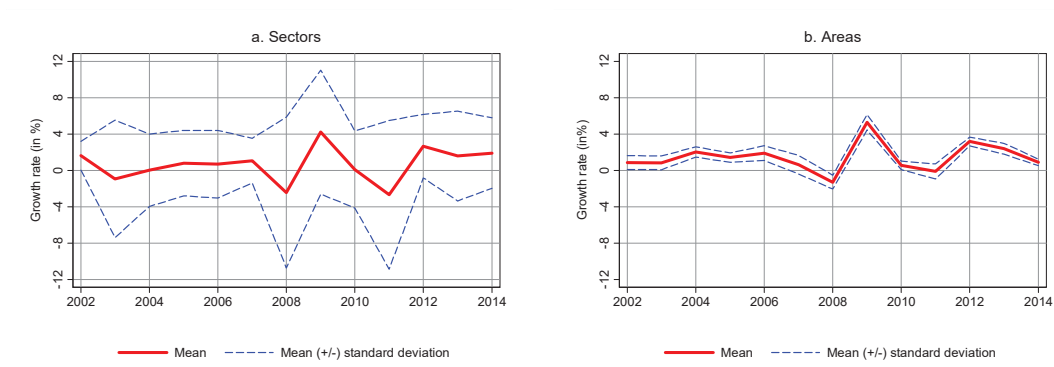 a. Sectors
Growth rate (in %)
12
8
4
0
-4
-8
-12
2002 2004 2006 2008 2010 2012 2014
Mean Mean (+/-) standard deviation
b. Areas
Growth rate (in%)
12
8
4
0
-4
-8
-12
2002 2004 2006 2008 2010 2012 2014
Mean Mean (+/-) standard deviation